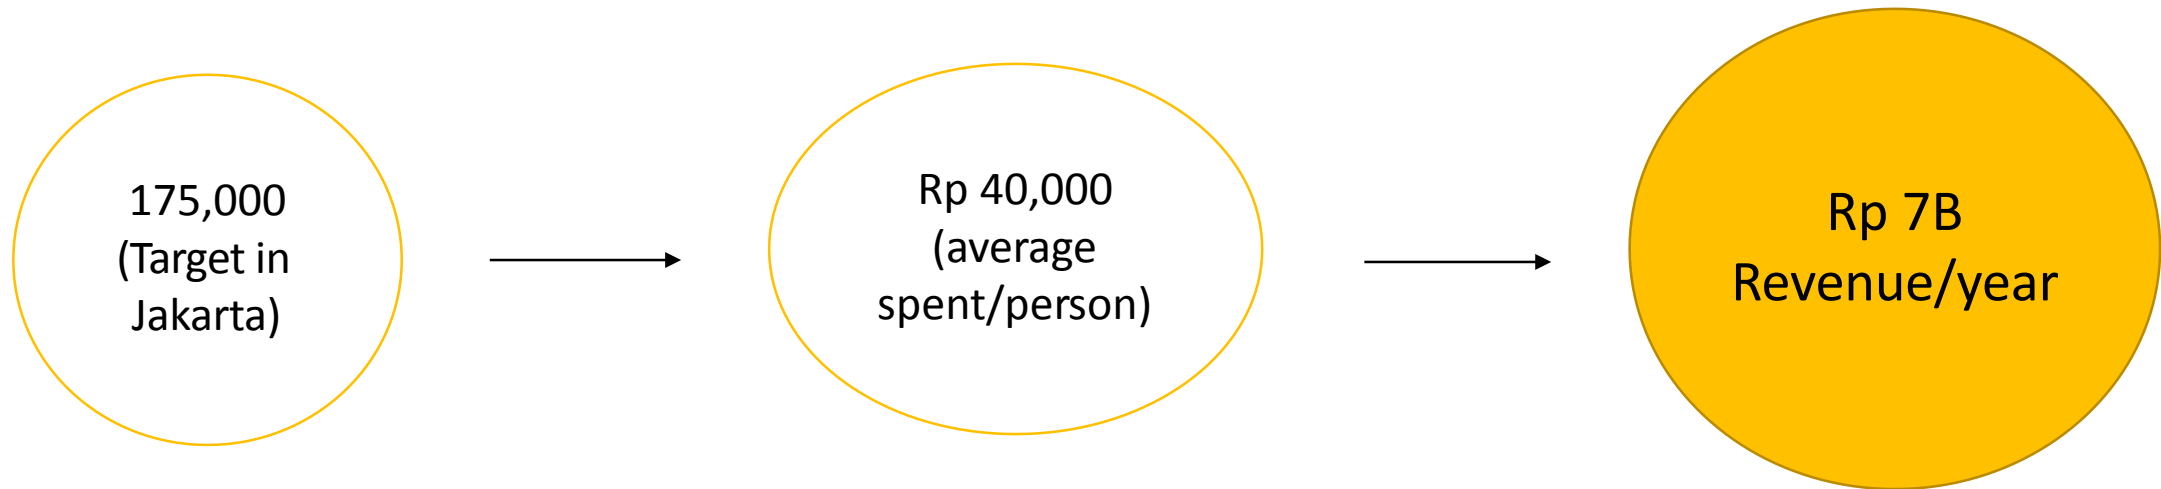 175,000
(Target in
Jakarta)
Rp 40,000
(average
spent/person)
Rp 7B
Revenue/year